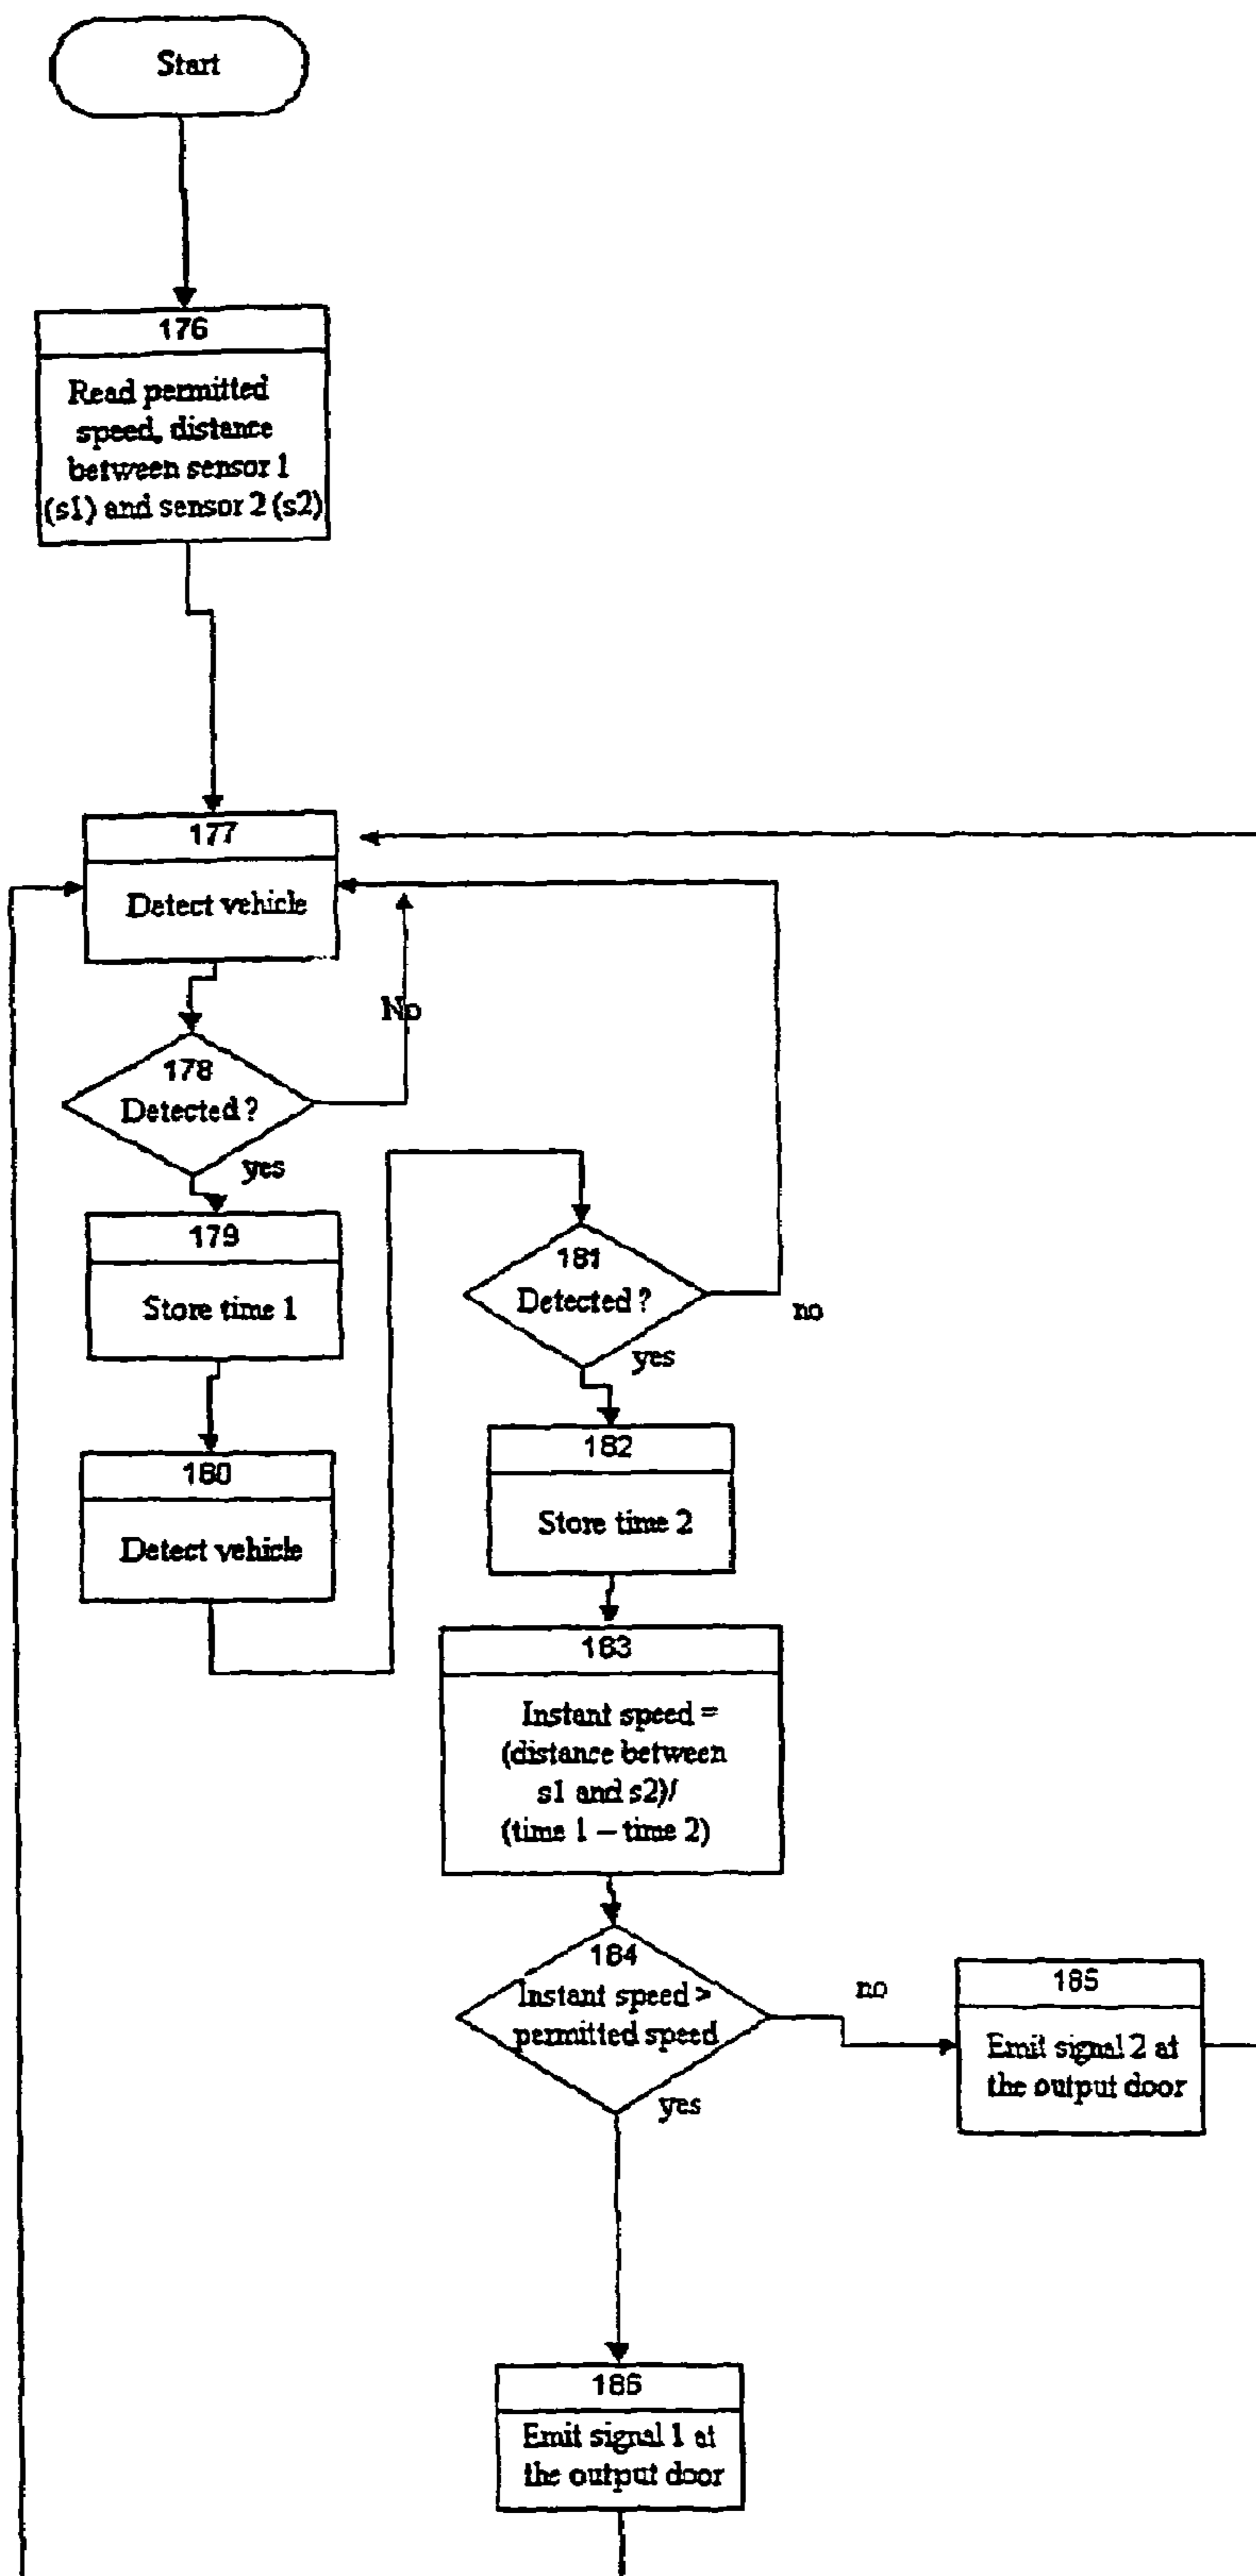 Start
176
Read permitted
speed, distance
between sensor 1
(s1) and sensor 2 (s2)
177
Detect vehicle
No
178
Detected ?
yes
179
Store time 1
180
Detect vehicle
181
Detected ?
no
yes
182
Store time 2
183
Instant speed =
(distance between
s1 and s2)/
(time 1 – time 2)
184
Instant speed >
permitted speed
no
yes
185
Emit signal 2 at
the output door
186
Emit signal 1 at
the output door